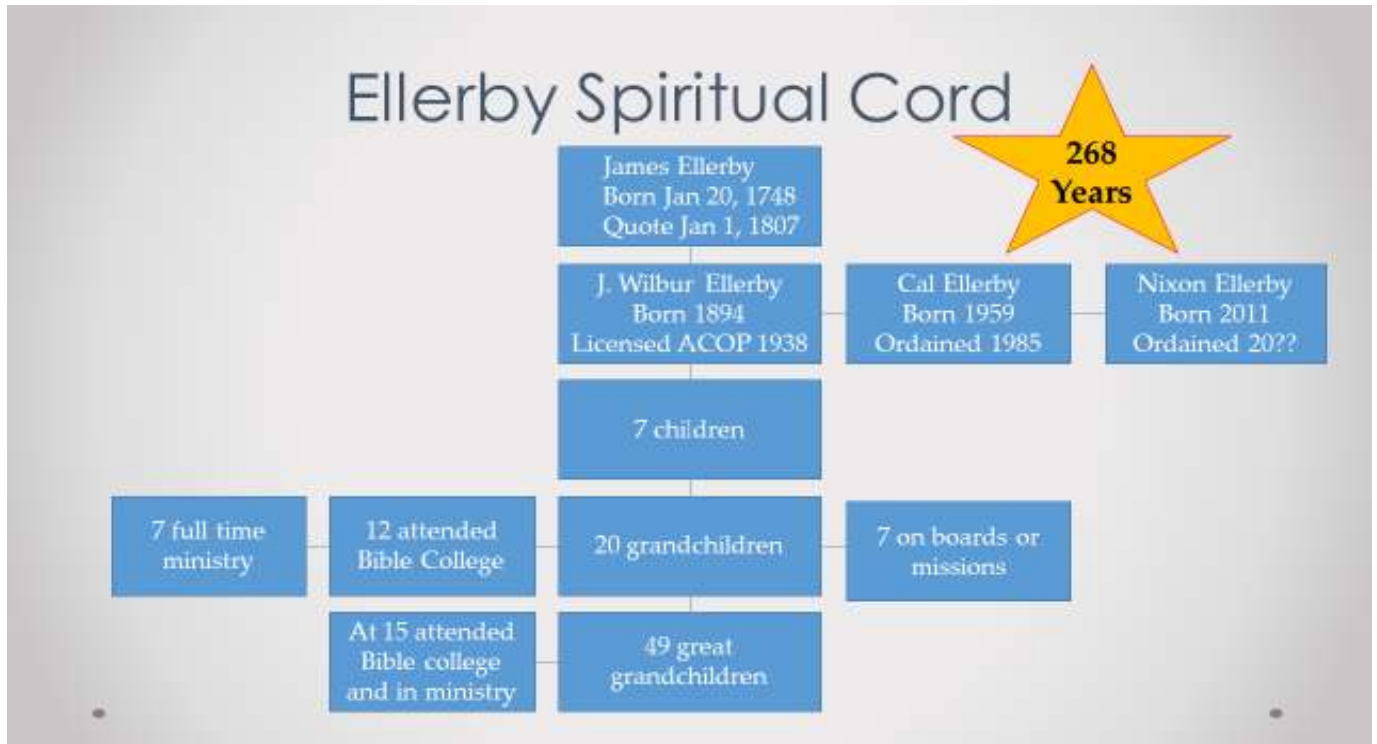 Ellerby Spiritual Cord
268
Years
James Ellerby
Born Jan 20, 1748
Quote Jan 1, 1807
J. Wilbur Ellerby
Born 1894
Licensed ACOP 1938
Cal Ellerby
Born 1959
Ordained 1985
Nixon Ellerby
Born 2011
Ordained 20??
7 children
7 full time
ministry
12 attended
Bible College
20 grandchildren
7 on boards or
missions
At 15 attended
Bible college
and in ministry
49 great
grandchildren